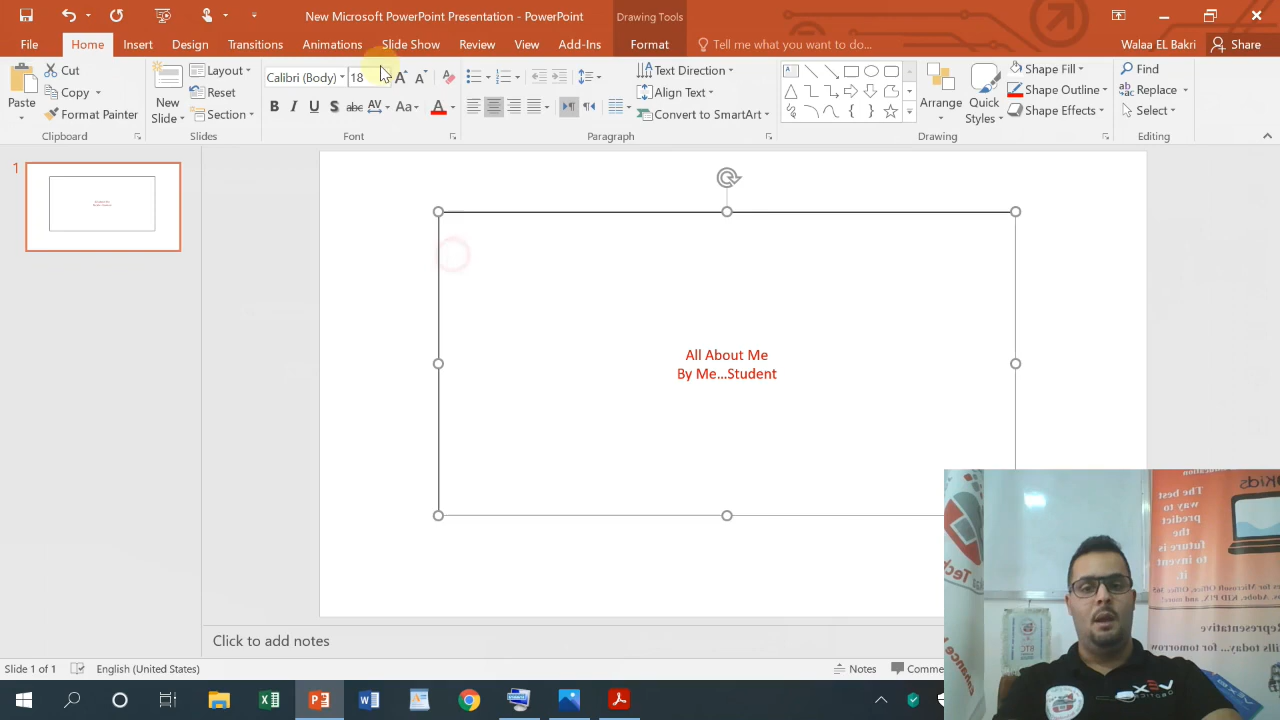 New Microsoft PowerPoint Presentation - PowerPoint
Drawing Tools
File Home Insert Design Transitions Animations Slide Show Review View Add-Ins Format Tell me what you want to do... Walaa EL Bakri Share
Paste
Cut
Copy
Format Painter
Clipboard
New Slide
Layout
Reset
Section
Slides
Calibri (Body) 18
Font
Text Direction
Align Text
Convert to SmartArt
Paragraph
Arrange
Quick Styles
Shape Fill
Shape Outline
Shape Effects
Drawing
Find
Replace
Select
Editing
1
All About Me
By Me...Student
The best
to way
predict
the
future is
to invent
it.
Click to add notes
Slide 1 of 1 English (United States) Notes Comme